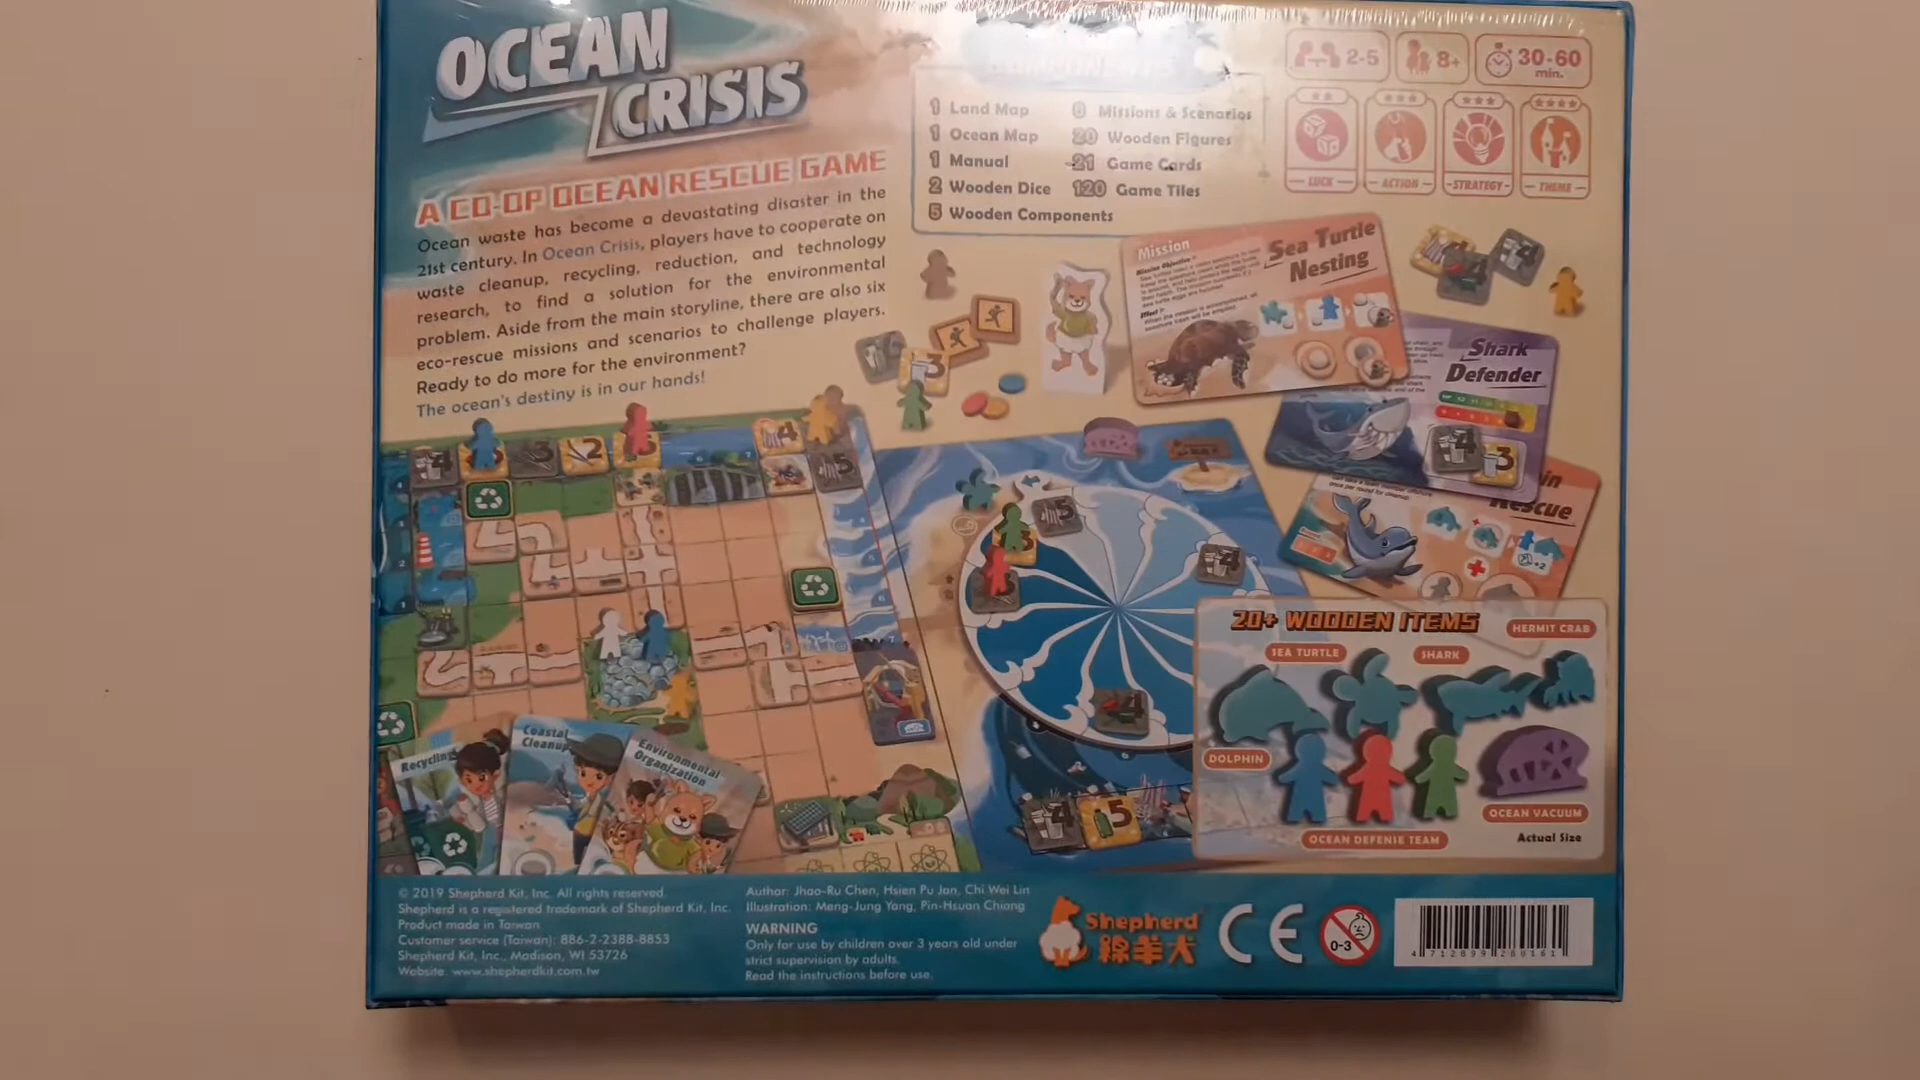 OCEAN
CRISIS
A CO-OP OCEAN RESCUE GAME
Ocean waste has become a devastating disaster in the
21st century. In Ocean Crisis, players have to cooperate on
waste cleanup, recycling, reduction, and technology
research, to find a solution for the environmental
problem. Aside from the main storyline, there are also six
eco-rescue missions and scenarios to challenge players.
Ready to do more for the environment?
The ocean's destiny is in our hands!
1 Land Map
1 Ocean Map
1 Manual
2 Wooden Dice
5 Wooden Components
Missions & Scenarios
20 Wooden Figures
21 Game Cards
120 Game Tiles
2-5
8+
30-60
min.
LUCK
ACTION
STRATEGY
THEME
Mission
Sea Turtle
Nesting
Mission Objective
Effect
Shark
Defender
Rescue
20+ WOODEN ITEMS
HERMIT CRAB
SEA TURTLE
SHARK
DOLPHIN
OCEAN VACUUM
OCEAN DEFENSE TEAM
Actual Size
Recycling
Coastal
Cleanup
Environmental
Organization
© 2019 Shepherd Kit, Inc. All rights reserved.
Shepherd is a registered trademark of Shepherd Kit, Inc.
Product made in Taiwan
Customer service (Taiwan): 886-2-2388-8853
Shepherd Kit, Inc., Madison, WI 53726
Website: www.shepherdkit.com.tw
Author: Jhao-Ru Chen, Hsien Pu Jan, Chi Wei Lin
Illustration: Meng-Jung Yang, Pin-Hsuan Chiang
WARNING
Only for use by children over 3 years old under
strict supervision by adults.
Read the instructions before use.
Shepherd
綿羊犬
CE
0-3